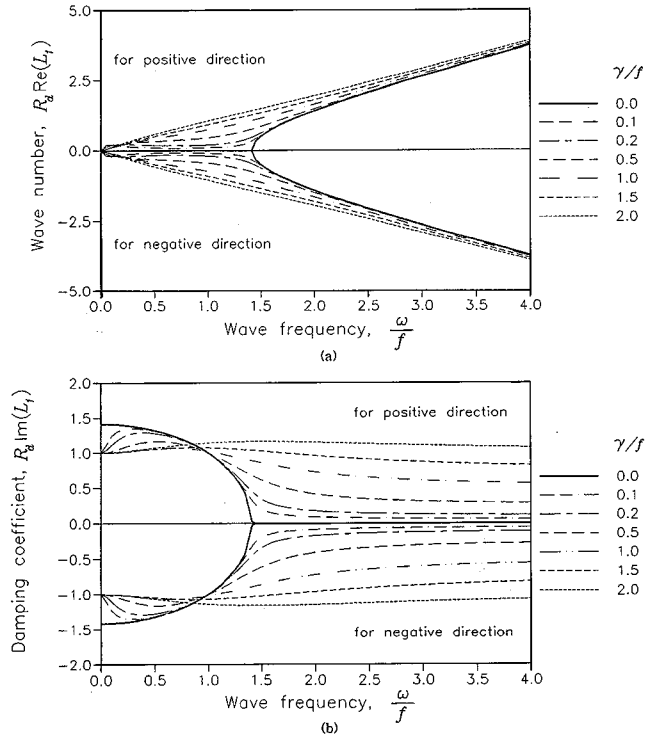 5.0
2.5
0.0
-2.5
-5.0
Wave number, R_d Re(L_1)
for positive direction
for negative direction
0.0 0.5 1.0 1.5 2.0 2.5 3.0 3.5 4.0
Wave frequency, ω/f
(a)
γ/f
0.0
0.1
0.2
0.5
1.0
1.5
2.0
2.0
1.5
1.0
0.5
0.0
-0.5
-1.0
-1.5
-2.0
Damping coefficient, R_d Im(L_1)
for positive direction
for negative direction
0.0 0.5 1.0 1.5 2.0 2.5 3.0 3.5 4.0
Wave frequency, ω/f
(b)
γ/f
0.0
0.1
0.2
0.5
1.0
1.5
2.0